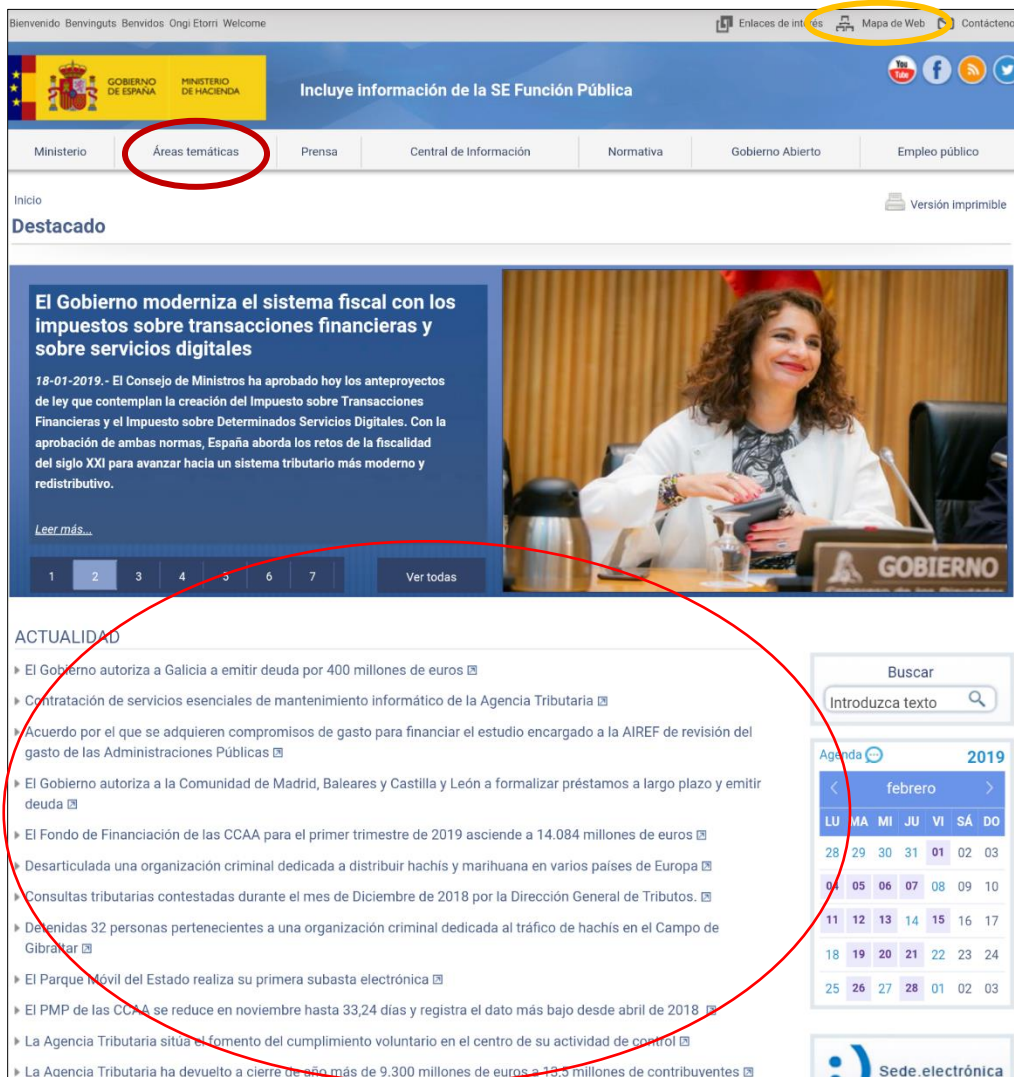 Bienvenido Benvinguts Benvidos Ongi Etorri Welcome
Enlaces de interés Mapa de Web Contácteno
GOBIERNO DE ESPAÑA
MINISTERIO DE HACIENDA
Incluye información de la SE Función Pública
You Tube
Ministerio Áreas temáticas Prensa Central de Información Normativa Gobierno Abierto Empleo público
Inicio
Versión imprimible
Destacado
El Gobierno moderniza el sistema fiscal con los
impuestos sobre transacciones financieras y
sobre servicios digitales
18-01-2019.- El Consejo de Ministros ha aprobado hoy los anteproyectos
de ley que contemplan la creación del Impuesto sobre Transacciones
Financieras y el Impuesto sobre Determinados Servicios Digitales. Con la
aprobación de ambas normas, España aborda los retos de la fiscalidad
del siglo XXI para avanzar hacia un sistema tributario más moderno y
redistributivo.
Leer más...
1 2 3 4 5 6 7 Ver todas
GOBIERNO
ACTUALIDAD
El Gobierno autoriza a Galicia a emitir deuda por 400 millones de euros
Contratación de servicios esenciales de mantenimiento informático de la Agencia Tributaria
Acuerdo por el que se adquieren compromisos de gasto para financiar el estudio encargado a la AIREF de revisión del
gasto de las Administraciones Públicas
El Gobierno autoriza a la Comunidad de Madrid, Baleares y Castilla y León a formalizar préstamos a largo plazo y emitir
deuda
El Fondo de Financiación de las CCAA para el primer trimestre de 2019 asciende a 14.084 millones de euros
Desarticulada una organización criminal dedicada a distribuir hachís y marihuana en varios países de Europa
Consultas tributarias contestadas durante el mes de Diciembre de 2018 por la Dirección General de Tributos.
Detenidas 32 personas pertenecientes a una organización criminal dedicada al tráfico de hachís en el Campo de
Gibraltar
El Parque Móvil del Estado realiza su primera subasta electrónica
El PMP de las CCAA se reduce en noviembre hasta 33,24 días y registra el dato más bajo desde abril de 2018
La Agencia Tributaria sitúa el fomento del cumplimiento voluntario en el centro de su actividad de control
La Agencia Tributaria ha devuelto a cierre de año más de 9.300 millones de euros a 13,5 millones de contribuyentes
Buscar
Introduzca texto
Agenda 2019
febrero
LU MA MI JU VI SÁ DO
28 29 30 31 01 02 03
04 05 06 07 08 09 10
11 12 13 14 15 16 17
18 19 20 21 22 23 24
25 26 27 28 01 02 03
Sede.electrónica